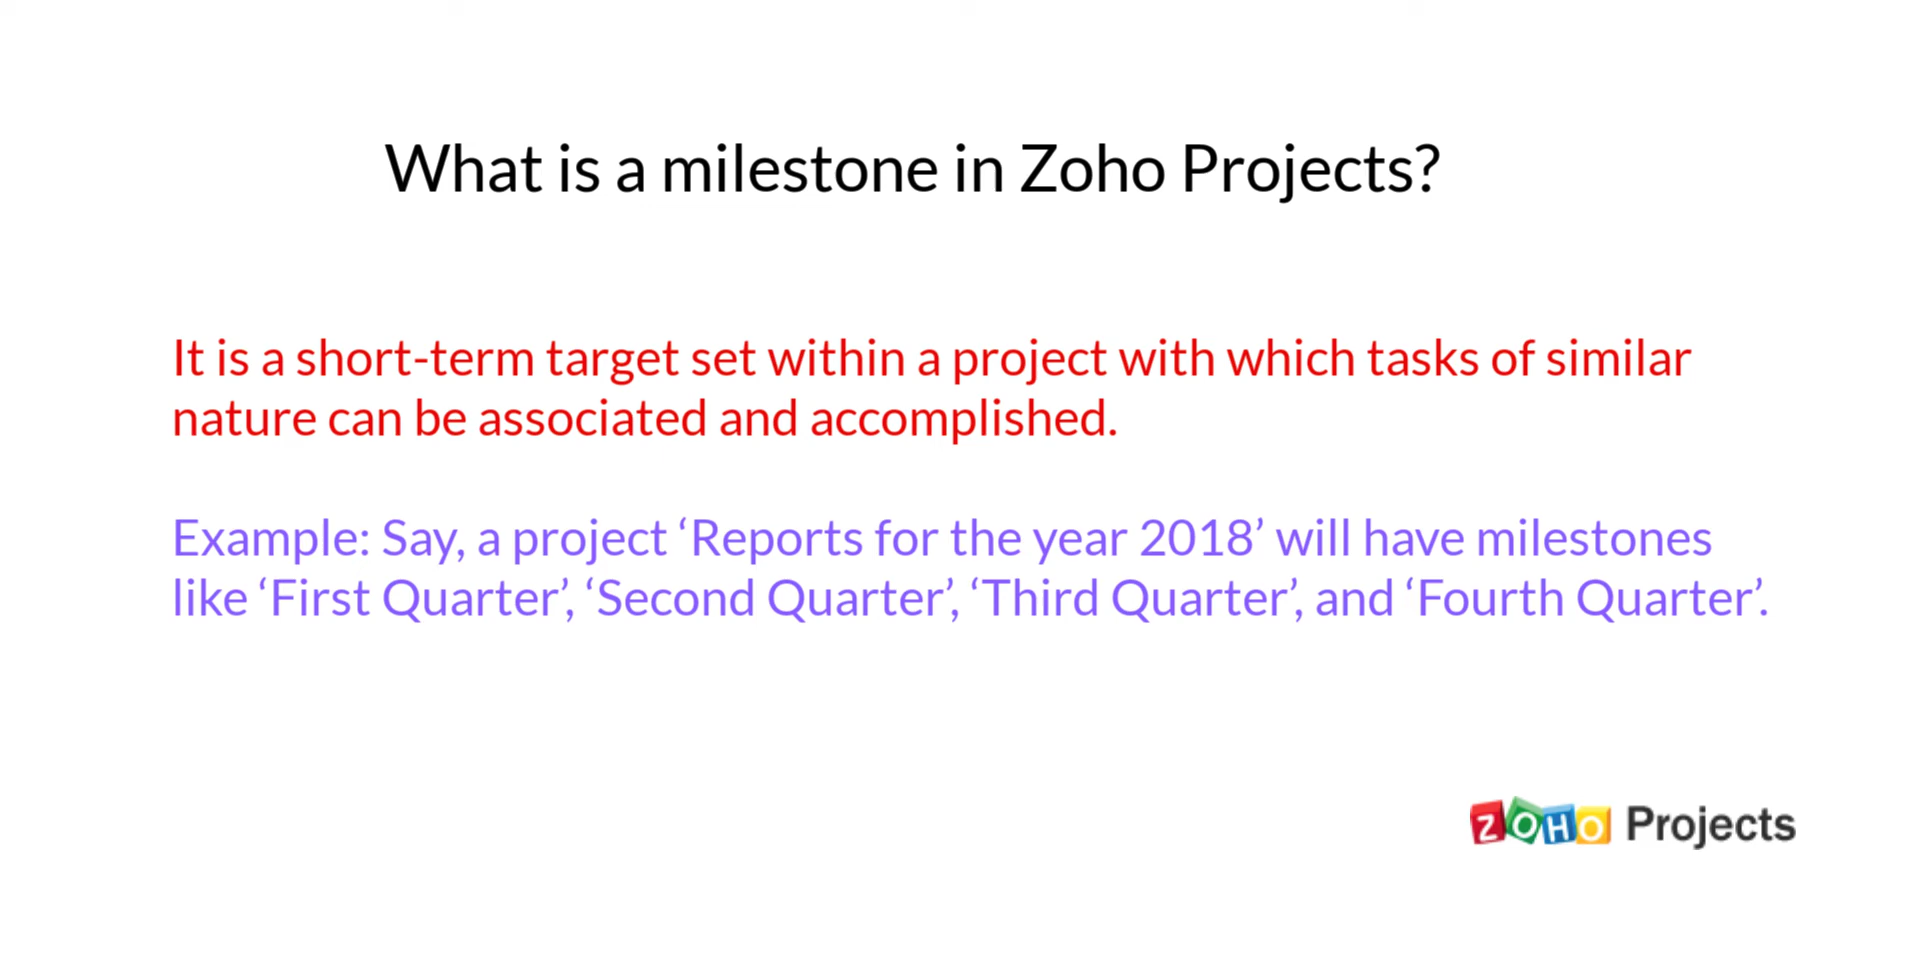 What is a milestone in Zoho Projects?
It is a short-term target set within a project with which tasks of similar
nature can be associated and accomplished.
Example: Say, a project ‘Reports for the year 2018’ will have milestones
like ‘First Quarter’, ‘Second Quarter’, ‘Third Quarter’, and ‘Fourth Quarter’.
ZOHO Projects